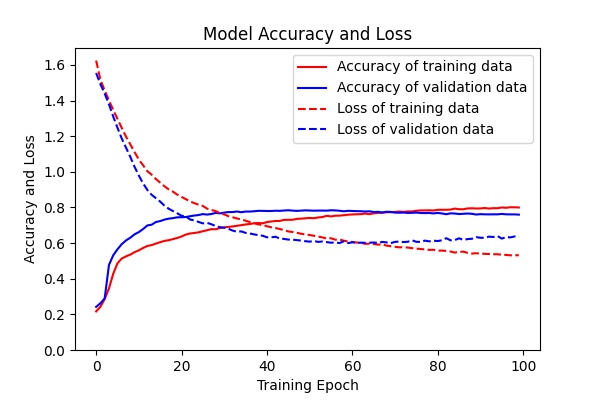 Model Accuracy and Loss
Accuracy and Loss
1.6
1.4
1.2
1.0
0.8
0.6
0.4
0.2
0.0
Accuracy of training data
Accuracy of validation data
Loss of training data
Loss of validation data
0 20 40 60 80 100
Training Epoch